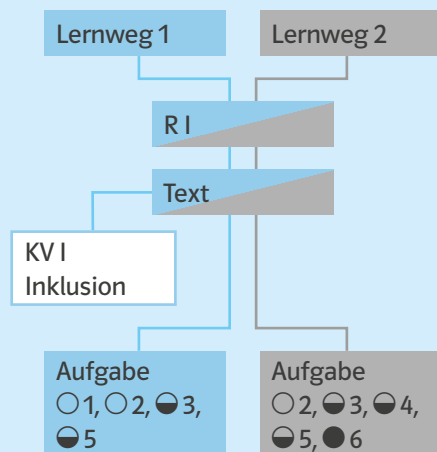 Lernweg 1
Lernweg 2
R I
Text
KV I
Inklusion
Aufgabe
○ 1, ○ 2, ◒ 3,
◒ 5
Aufgabe
○ 2, ◒ 3, ◒ 4,
◒ 5, ● 6